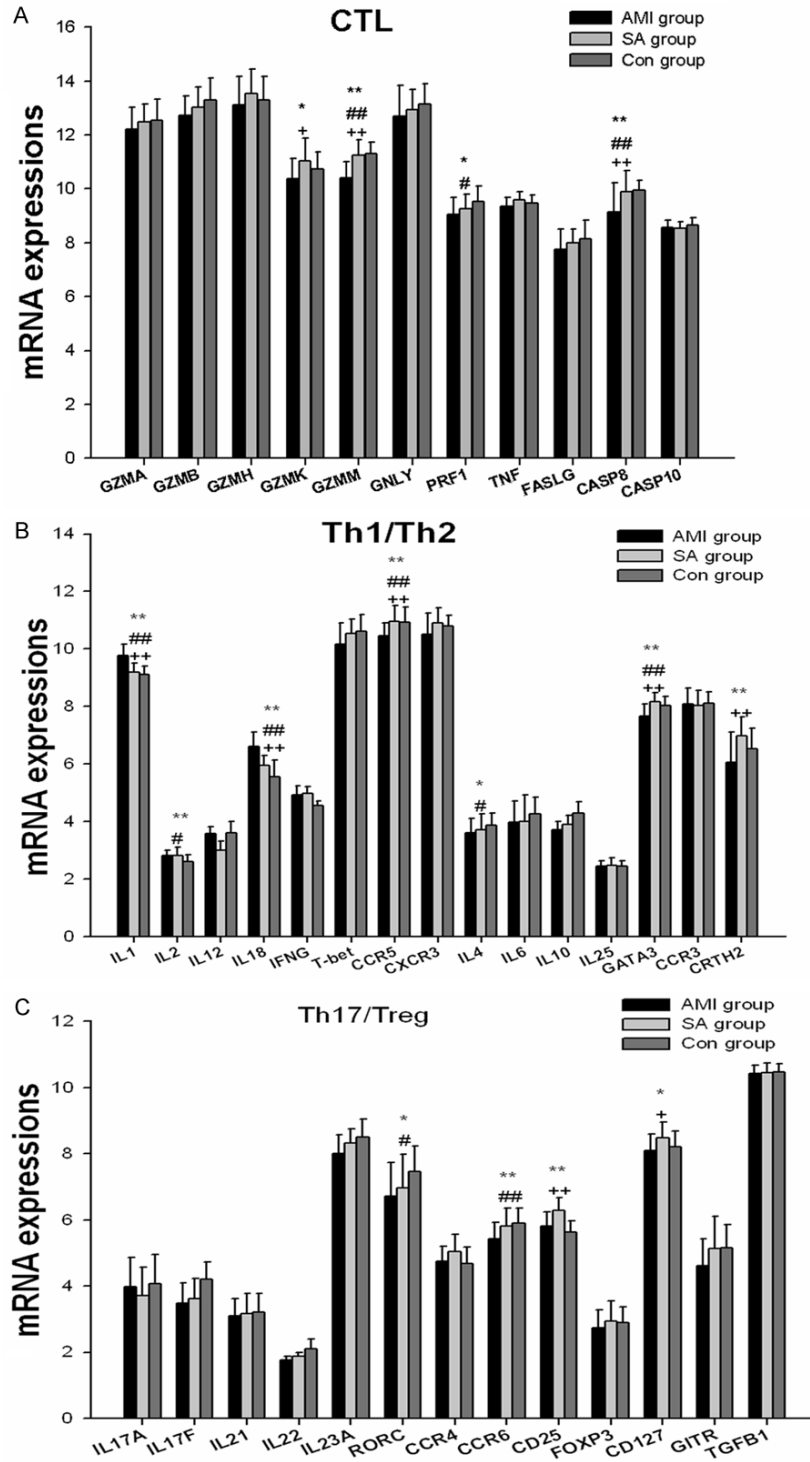 A
CTL
AMI group
SA group
Con group
mRNA expressions
16
14
12
10
8
6
4
2
0
*
+
**
##
++
*
#
**
##
++
GZMA GZMB GZMH GZMK GZMM GNLY PRF1 TNF FASLG CASP8 CASP10
B
Th1/Th2
AMI group
SA group
Con group
mRNA expressions
14
12
10
8
6
4
2
0
**
##
++
**
#
**
##
++
**
##
++
*
#
**
##
++
**
++
IL1 IL2 IL12 IL18 IFNG T-bet CCR5 CXCR3 IL4 IL6 IL10 IL25 GATA3 CCR3 CRTH2
C
Th17/Treg
AMI group
SA group
Con group
mRNA expressions
12
10
8
6
4
2
0
*
#
**
##
**
++
*
+
IL17A IL17F IL21 IL22 IL23A RORC CCR4 CCR6 CD25 FOXP3 CD127 GITR TGFB1